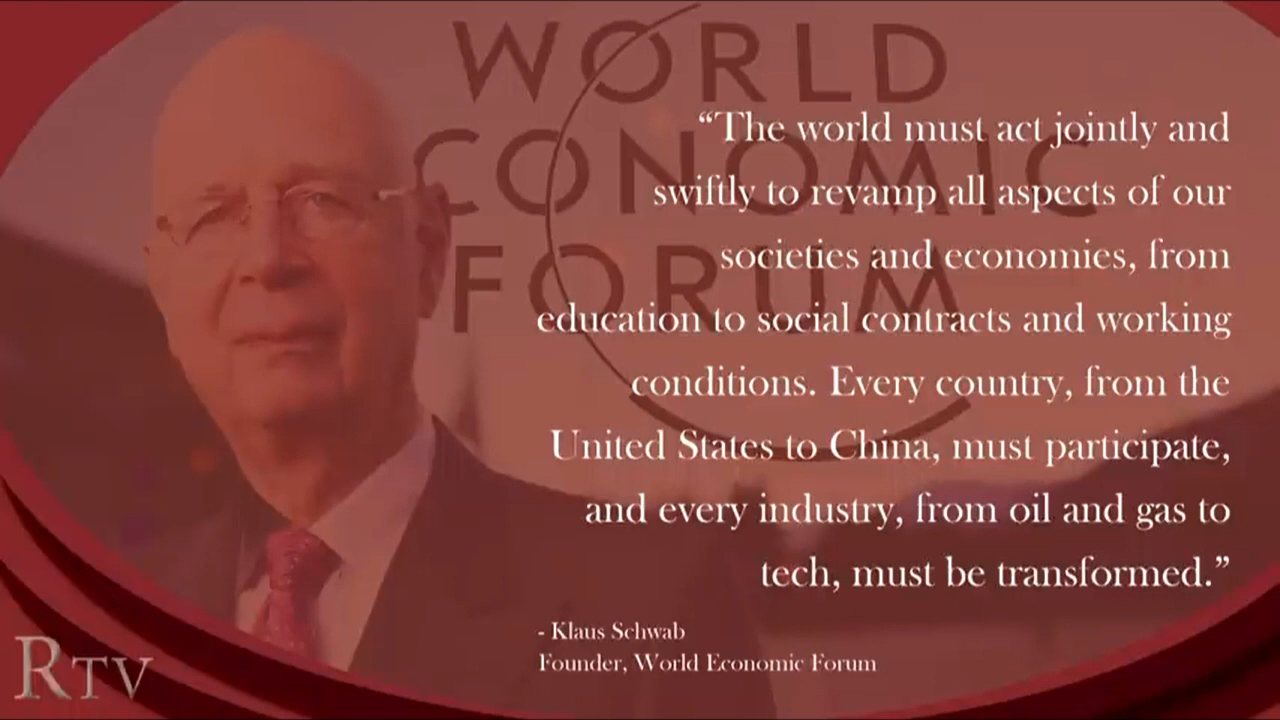 WORLD
ECONOMIC
FORUM
“The world must act jointly and
swiftly to revamp all aspects of our
societies and economies, from
education to social contracts and working
conditions. Every country, from the
United States to China, must participate,
and every industry, from oil and gas to
tech, must be transformed.”
- Klaus Schwab
Founder, World Economic Forum
RTV